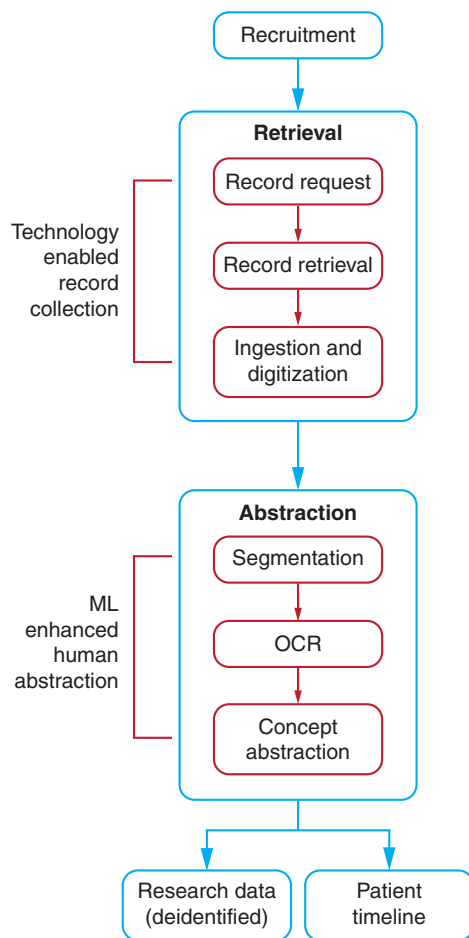 Recruitment
Retrieval
Record request
Technology
enabled
record
collection
Record retrieval
Ingestion and
digitization
Abstraction
Segmentation
ML
enhanced
human
abstraction
OCR
Concept
abstraction
Research data
(deidentified)
Patient
timeline